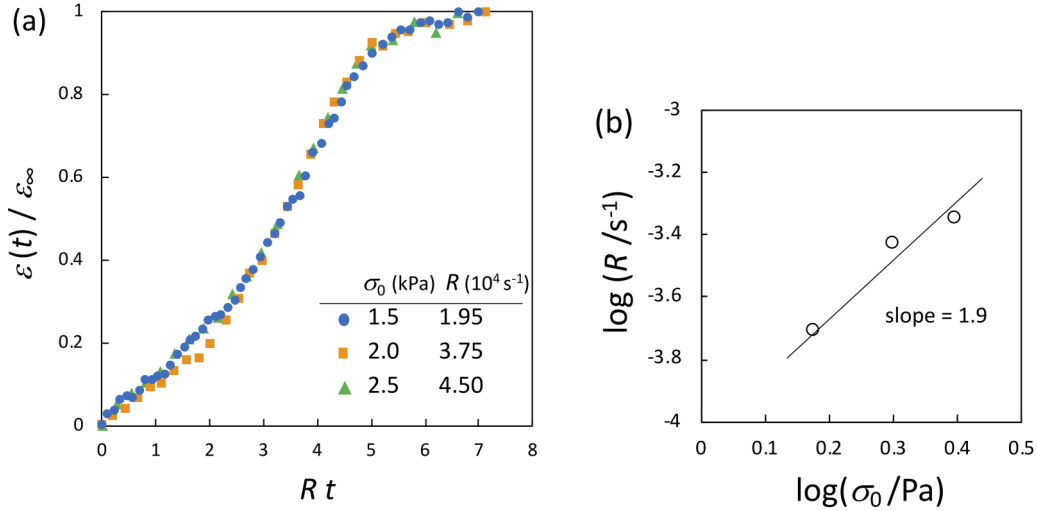 (a)
1
0.8
0.6
0.4
0.2
0
ε(t) / ε∞
σ0 (kPa) R (10^4 s^-1)
1.5 1.95
2.0 3.75
2.5 4.50
0 1 2 3 4 5 6 7 8
R t
(b)
-3
-3.2
-3.4
-3.6
-3.8
-4
log (R /s^-1)
slope = 1.9
0 0.1 0.2 0.3 0.4 0.5
log(σ0/Pa)